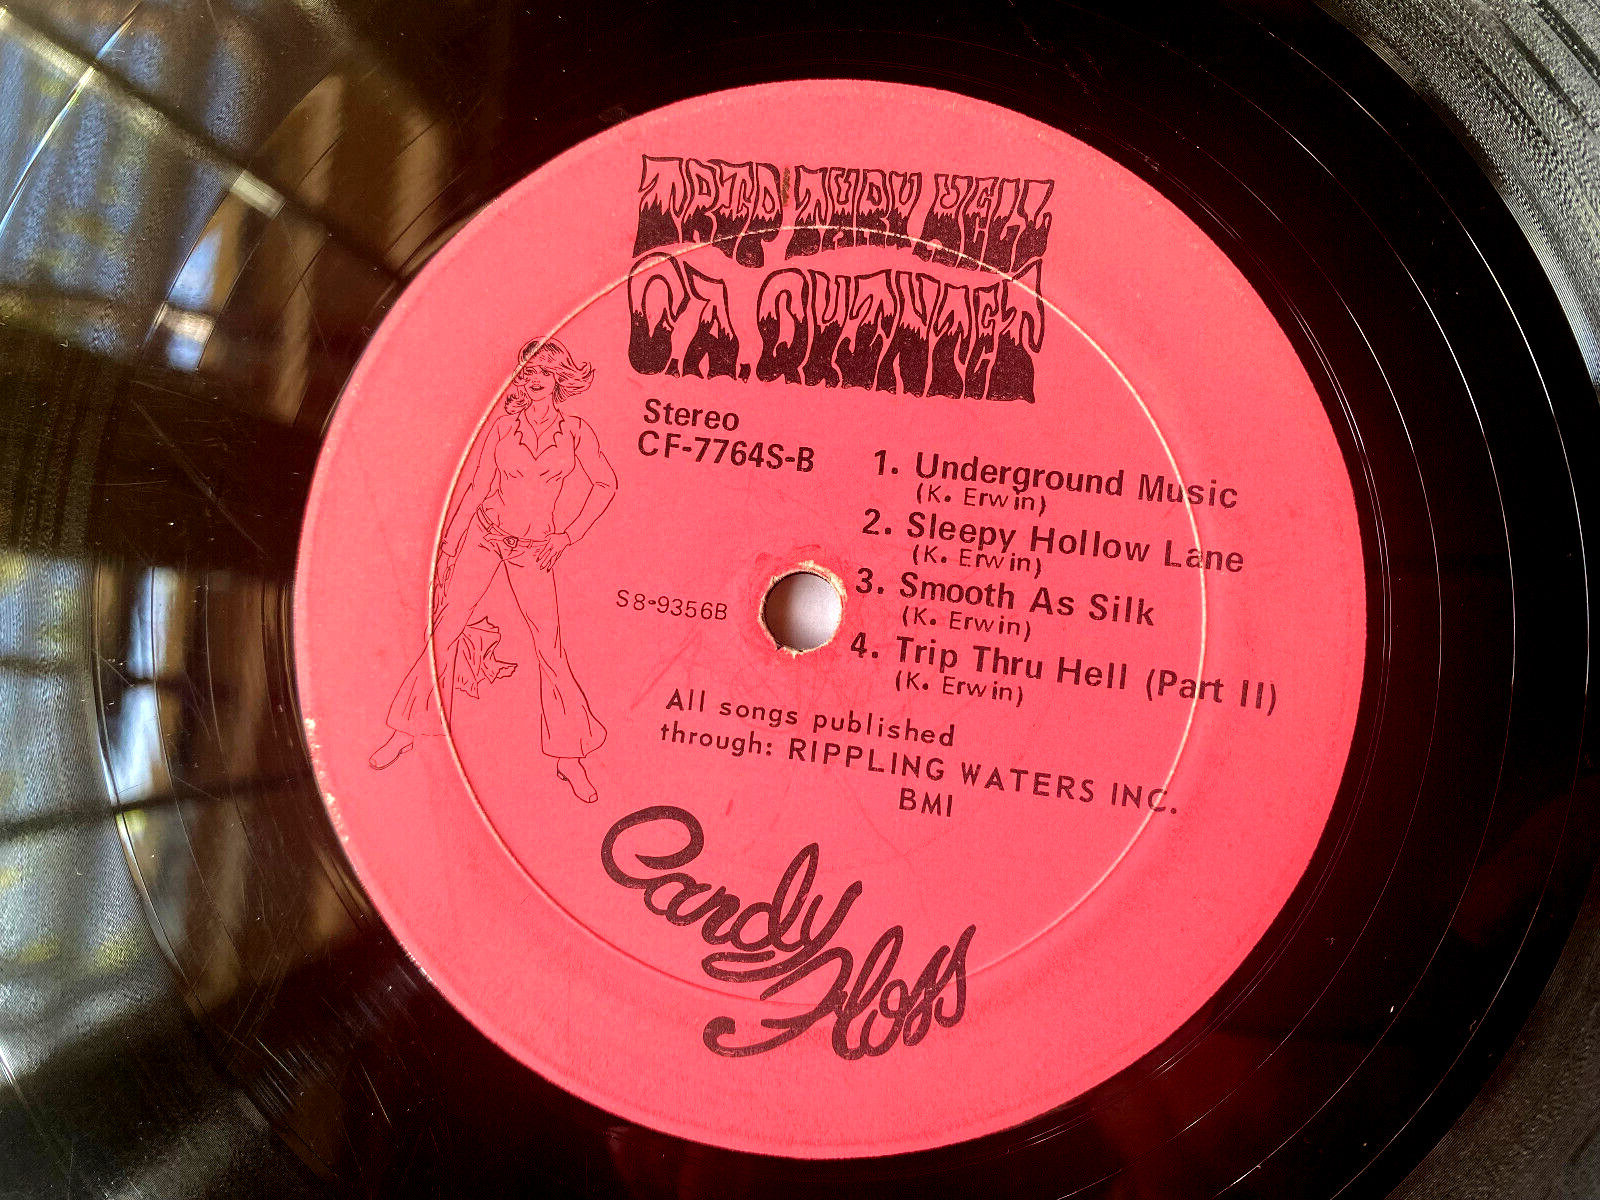 TRIP THRU HELL
C.A. QUINTET
Stereo
CF-7764S-B
1. Underground Music
(K. Erwin)
2. Sleepy Hollow Lane
(K. Erwin)
3. Smooth As Silk
(K. Erwin)
4. Trip Thru Hell (Part II)
(K. Erwin)
S8-9356B
All songs published
through: RIPPLING WATERS INC.
BMI
Candy
Floss